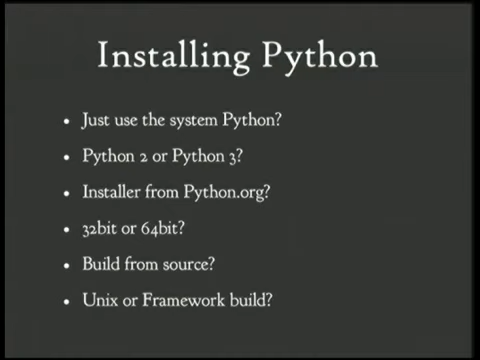 Installing Python
• Just use the system Python?
• Python 2 or Python 3?
• Installer from Python.org?
• 32bit or 64bit?
• Build from source?
• Unix or Framework build?